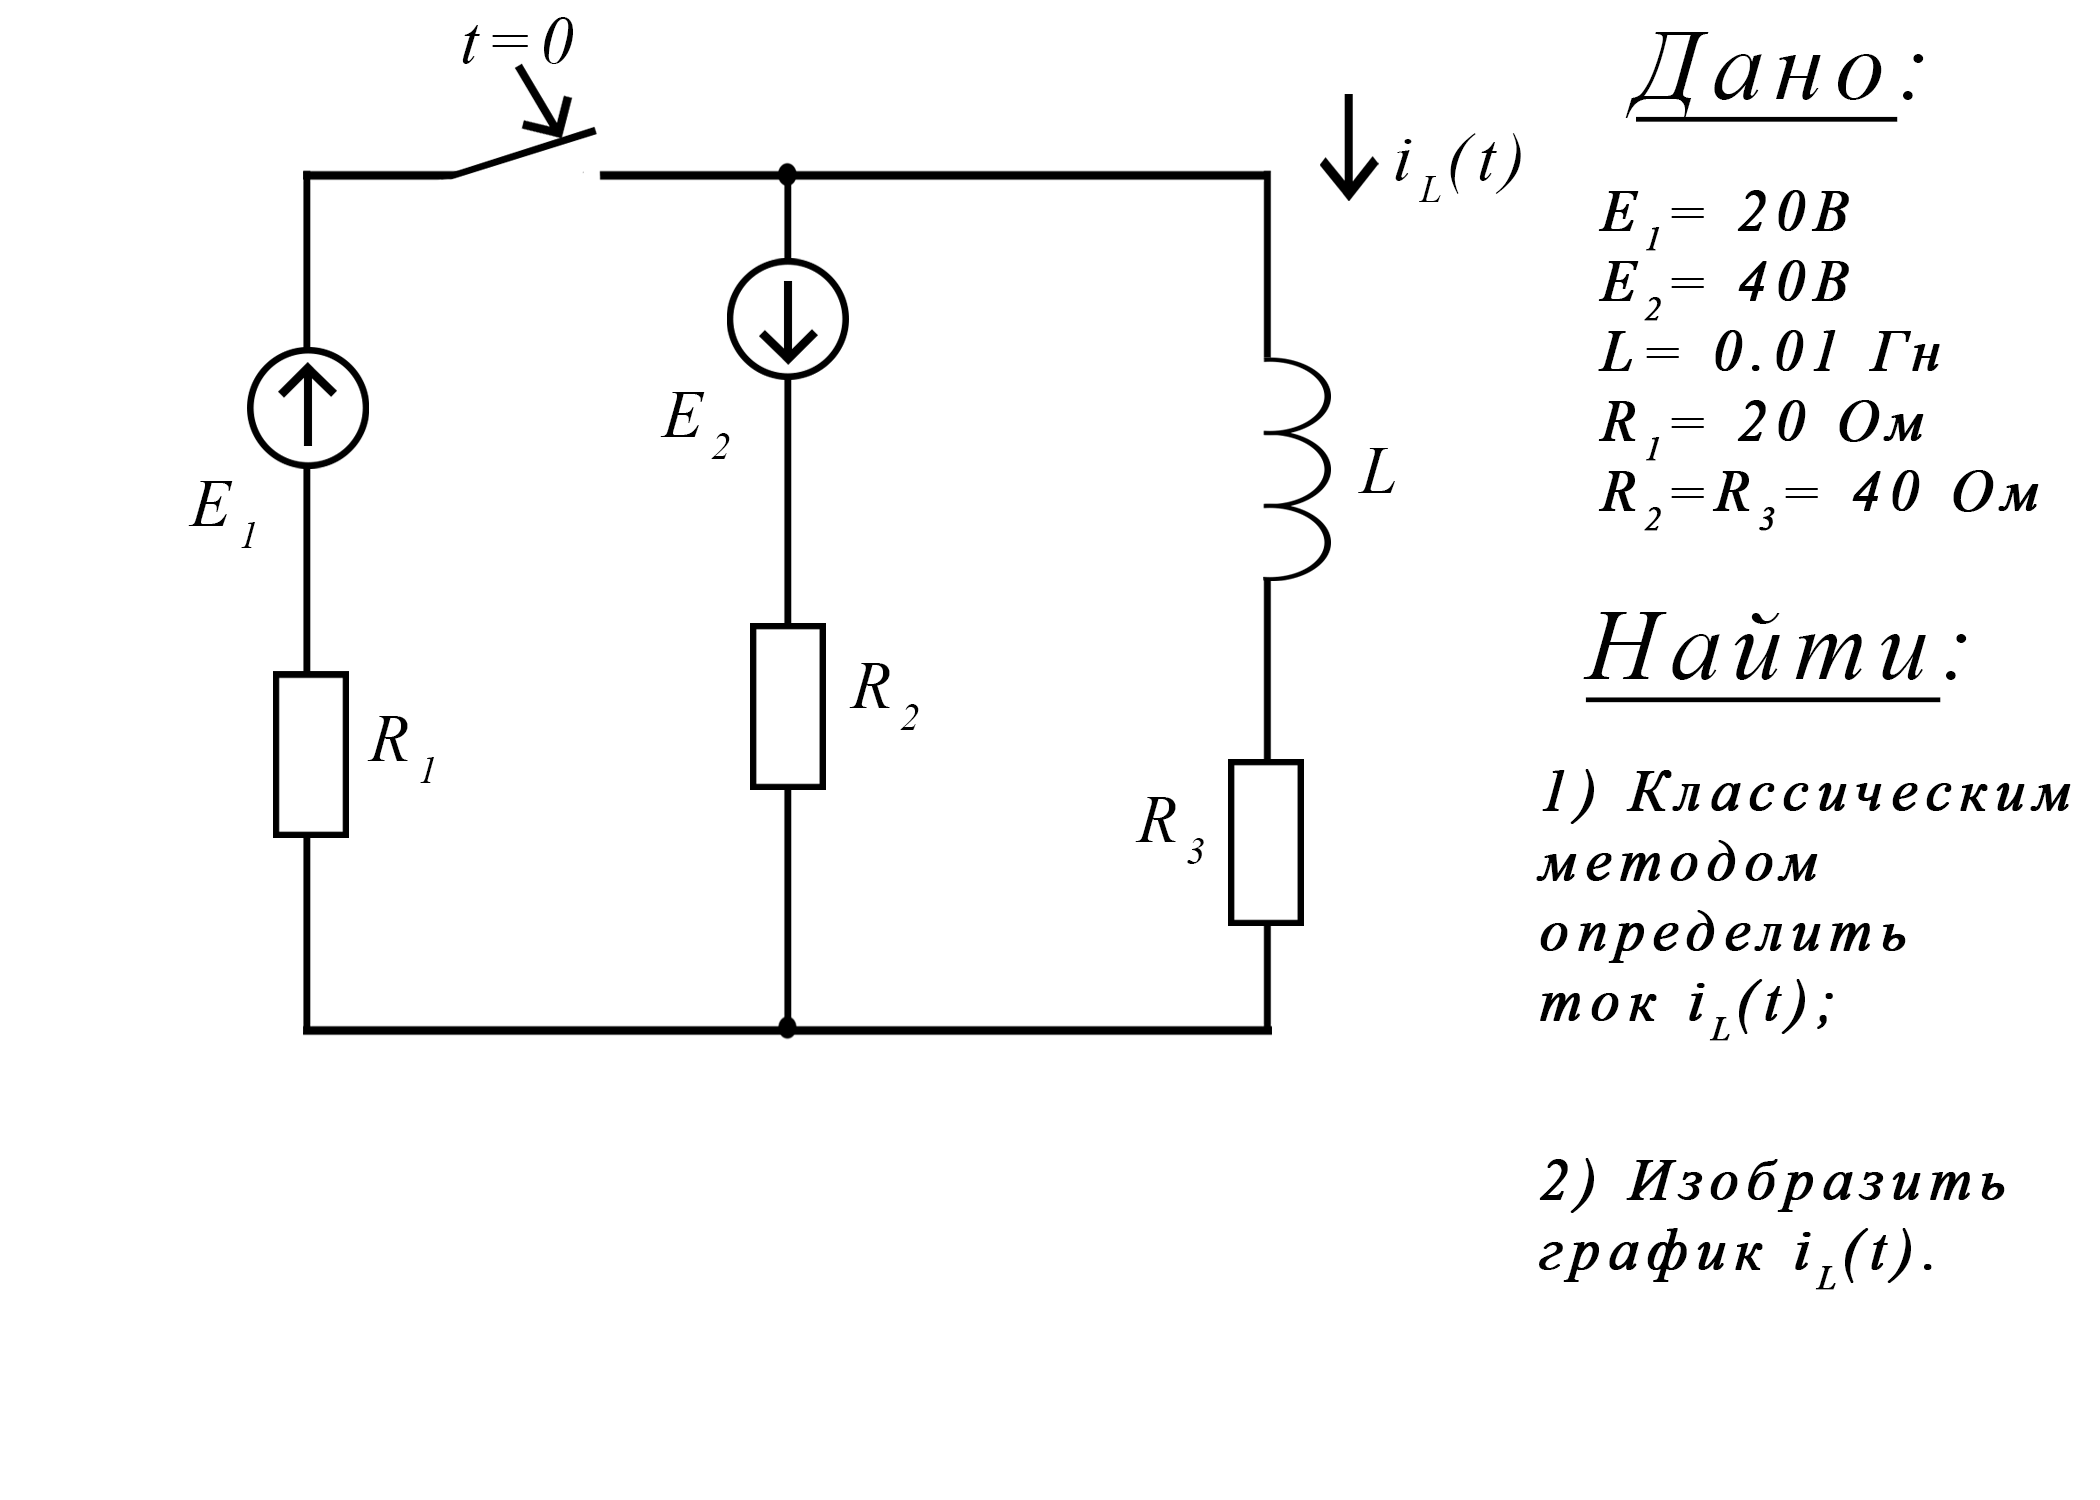 t=0
i_L(t)
E_1
E_2
L
R_1
R_2
R_3
Дано:
E_1= 20В
E_2= 40В
L= 0.01 Гн
R_1= 20 Ом
R_2=R_3= 40 Ом
Найти:
1) Классическим
методом
определить
ток i_L(t);
2) Изобразить
график i_L(t).